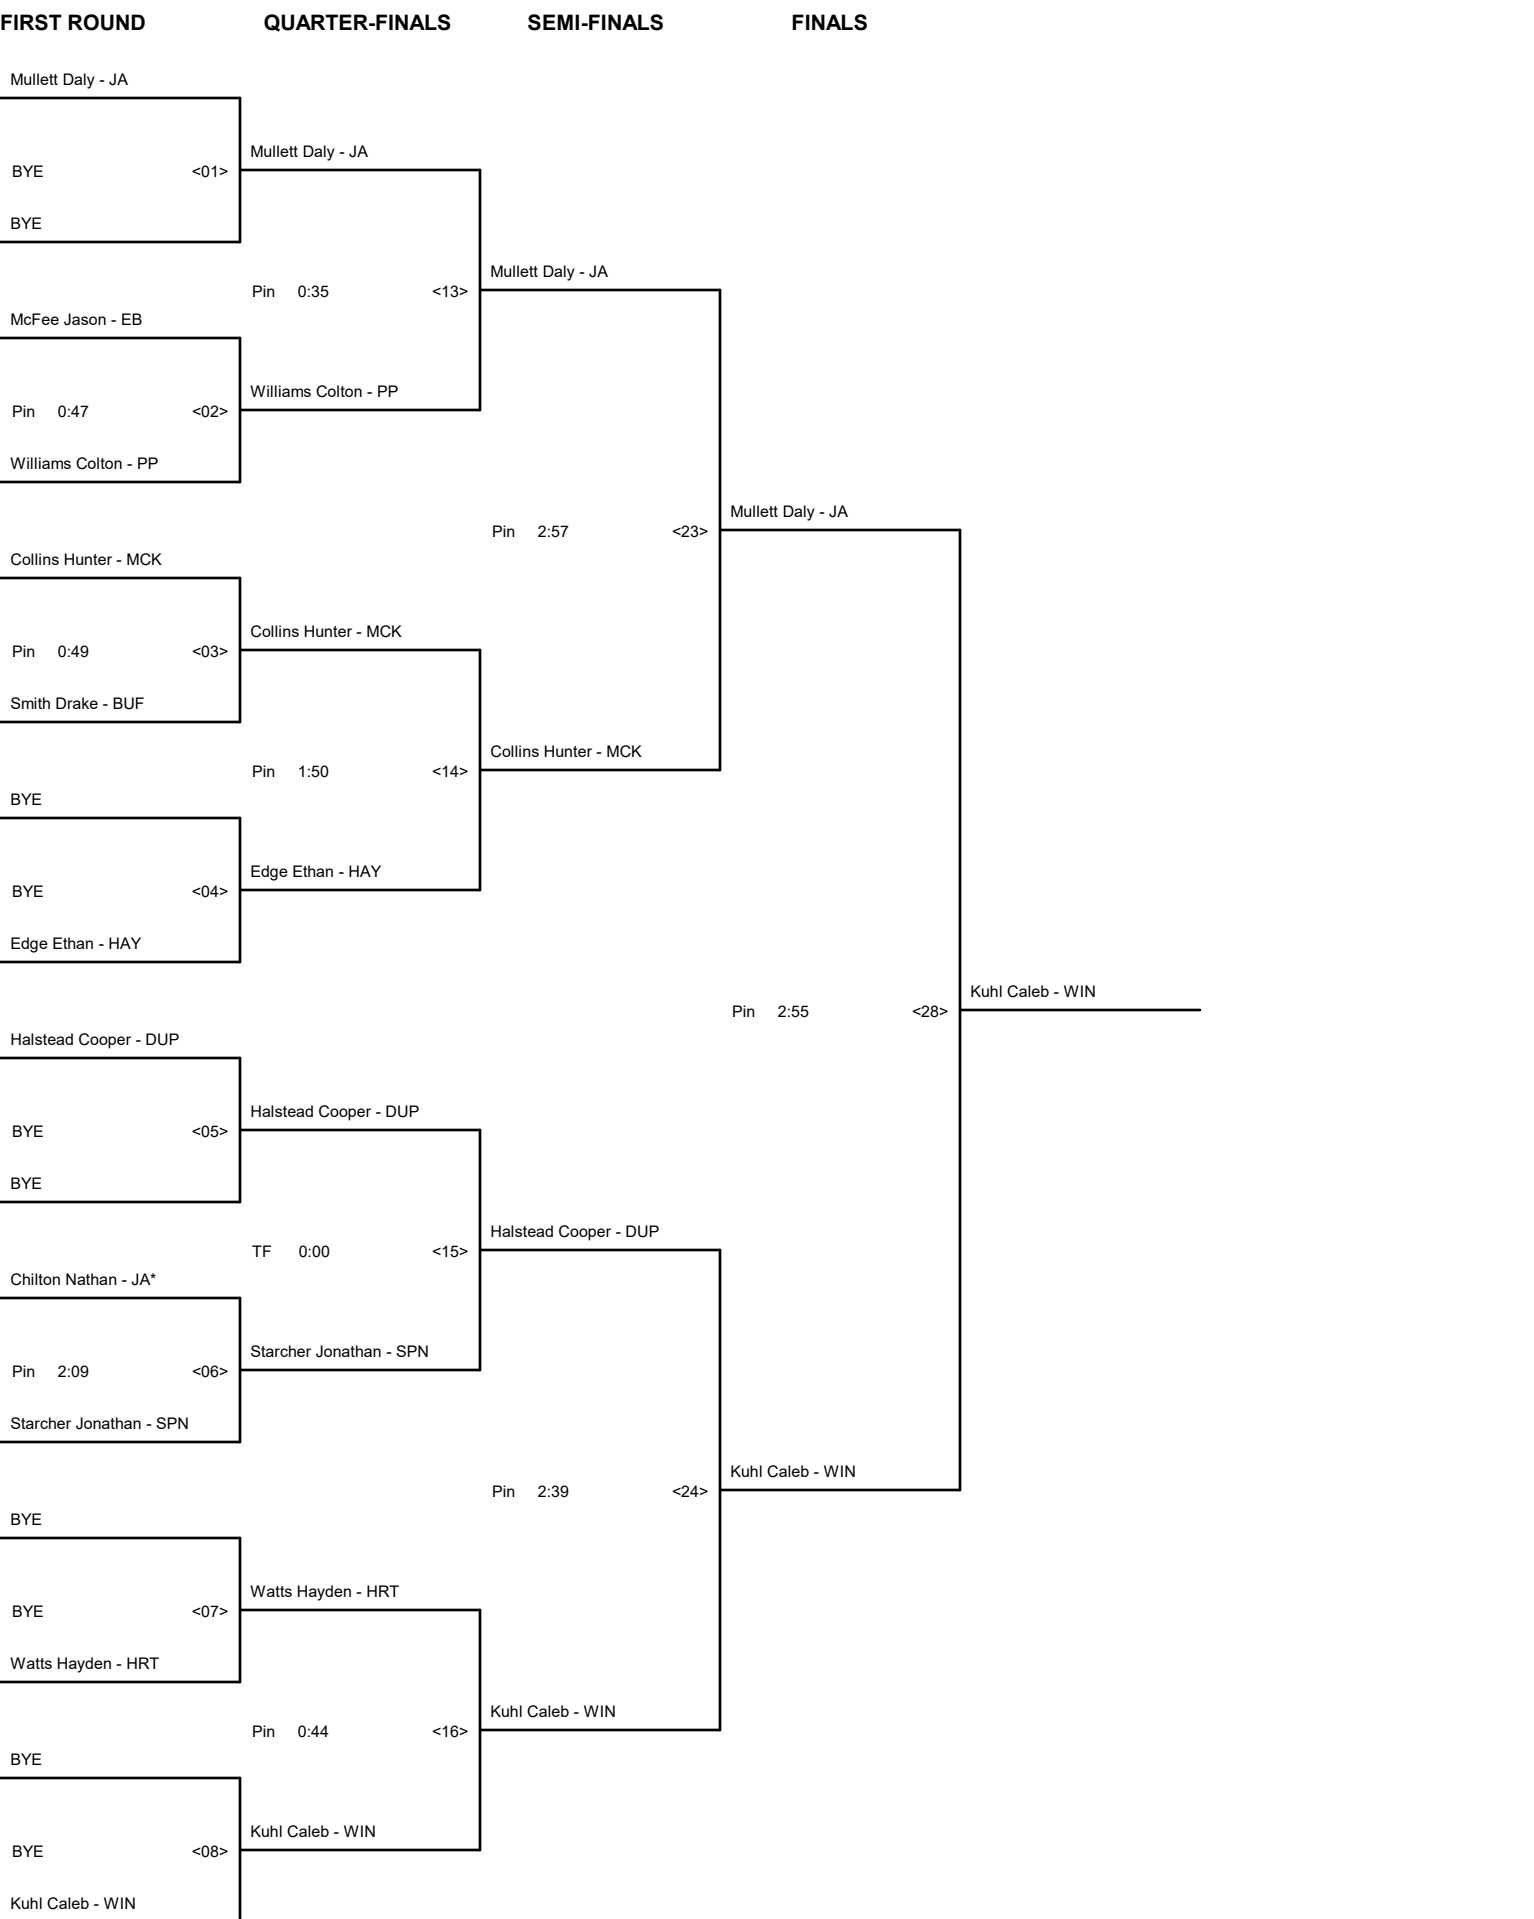 FIRST ROUND QUARTER-FINALS SEMI-FINALS FINALS
Mullett Daly - JA
Mullett Daly - JA
BYE <01>
BYE
Mullett Daly - JA
Pin 0:35 <13>
McFee Jason - EB
Williams Colton - PP
Pin 0:47 <02>
Williams Colton - PP
Mullett Daly - JA
Pin 2:57 <23>
Collins Hunter - MCK
Collins Hunter - MCK
Pin 0:49 <03>
Smith Drake - BUF
Collins Hunter - MCK
Pin 1:50 <14>
BYE
Edge Ethan - HAY
BYE <04>
Edge Ethan - HAY
Kuhl Caleb - WIN
Pin 2:55 <28>
Halstead Cooper - DUP
Halstead Cooper - DUP
BYE <05>
BYE
Halstead Cooper - DUP
TF 0:00 <15>
Chilton Nathan - JA*
Starcher Jonathan - SPN
Pin 2:09 <06>
Starcher Jonathan - SPN
Kuhl Caleb - WIN
Pin 2:39 <24>
BYE
Watts Hayden - HRT
BYE <07>
Watts Hayden - HRT
Kuhl Caleb - WIN
Pin 0:44 <16>
BYE
Kuhl Caleb - WIN
BYE <08>
Kuhl Caleb - WIN